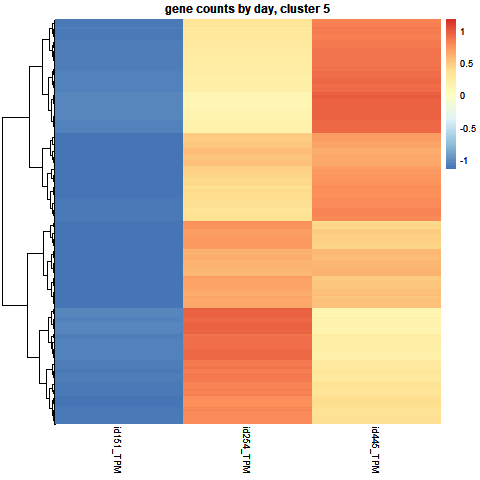 gene counts by day, cluster 5
1
0.5
0
-0.5
-1
id151_TPM
id254_TPM
id445_TPM